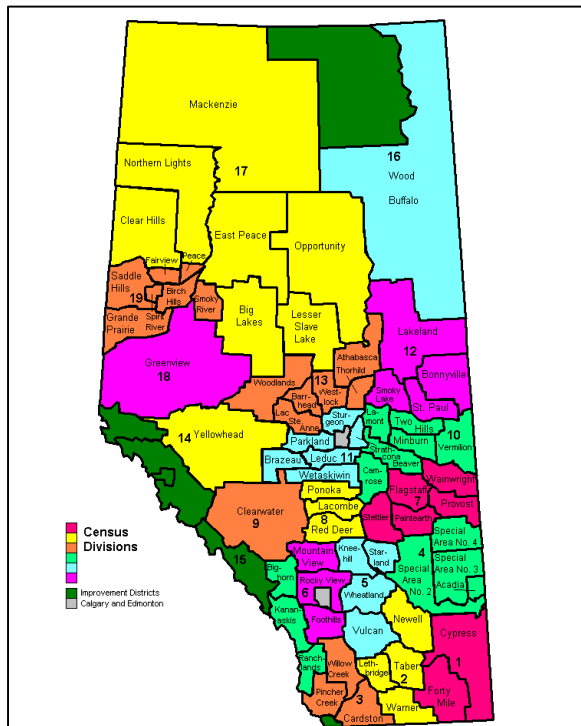 Mackenzie
16
Wood
Buffalo
Northern Lights
17
Clear Hills
East Peace
Opportunity
Fairview
Peace
Saddle
Hills
19
Birch
Hills
Smoky
River
Grande
Prairie
Spirit
River
Big
Lakes
Lesser
Slave
Lake
Lakeland
12
Greenview
18
Athabasca
Thorhild
Bonnyville
Woodlands
13
Barr-
head
West-
lock
Smoky
Lake
St. Paul
Lac
Ste.
Anne
Stur-
geon
La-
mont
Two
Hills
10
14
Yellowhead
Parkland
Minburn
Vermilion
Strath-
cona
Brazeau
Leduc
11
Beaver
Wetaskiwin
Cam-
rose
Flagstaff
7
Wainwright
Ponoka
Provost
Clearwater
9
Lacombe
8
Red Deer
Stettler
Paintearth
Census
Divisions
Mountain
View
Knee-
hill
Star-
land
4
Special
Area No. 4
Special
Area No. 3
15
Big-
horn
Rocky View
6
5
Wheatland
Special
Area No. 2
Acadia
Improvement Districts
Calgary and Edmonton
Kanan-
askis
Foothills
Vulcan
Newell
Cypress
Ranch-
lands
Willow
Creek
Leth-
bridge
Taber
2
1
Pincher
Creek
3
Cardston
Warner
Forty
Mile